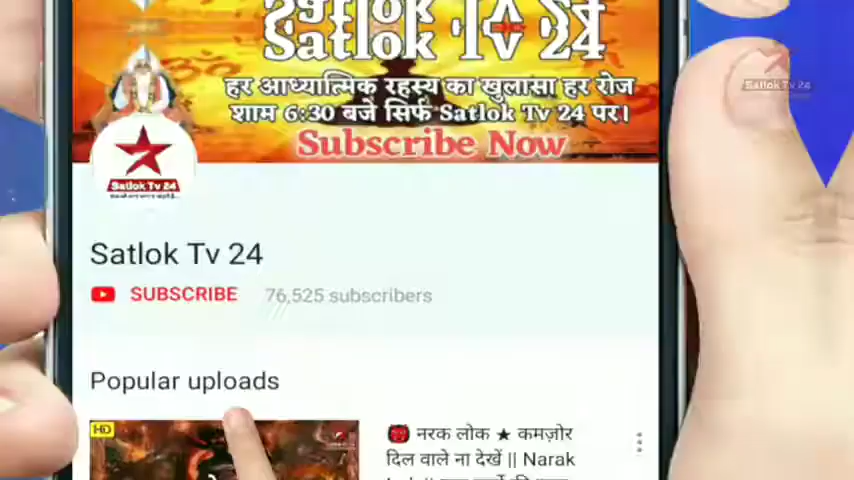 Satlok Tv 24
हर आध्यात्मिक रहस्य का खुलासा हर रोज
शाम 6:30 बजे सिर्फ Satlok Tv 24 पर।
Subscribe Now
Satlok Tv 24
Satlok Tv 24
Satlok Tv 24
SUBSCRIBE 76,525 subscribers
Popular uploads
HD
👹 नरक लोक ★ कमज़ोर
दिल वाले ना देखें || Narak